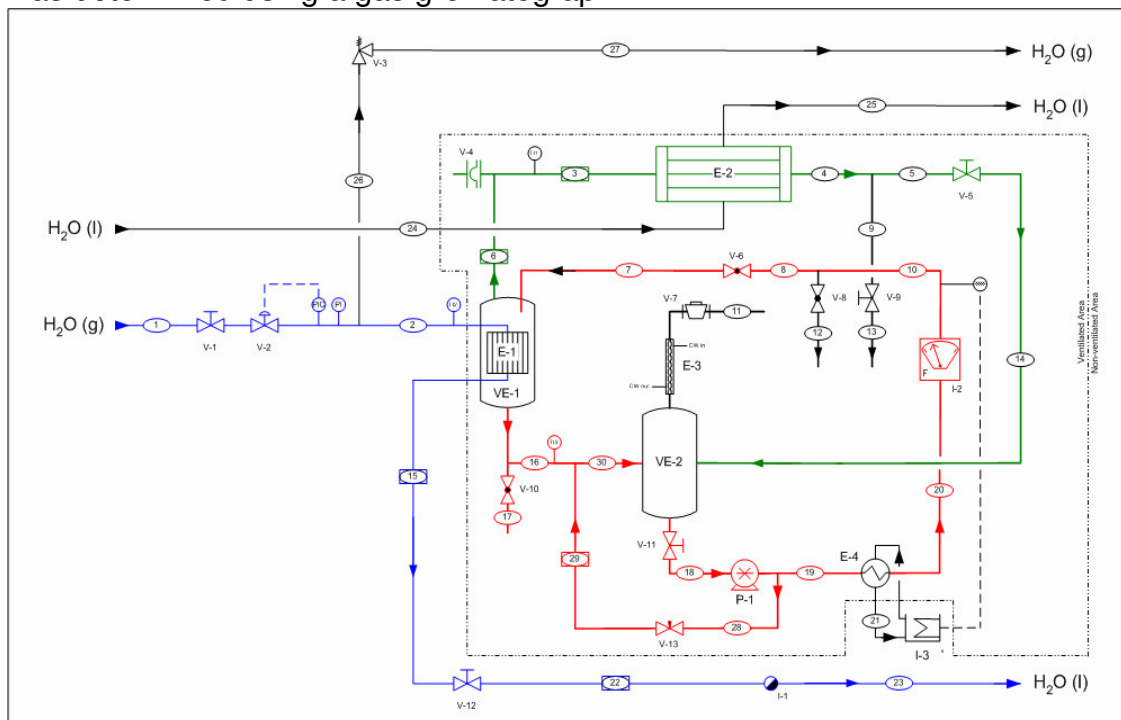 27
H₂O (g)
V-3
25
H₂O (l)
V-4
3
E-2
4
5
V-5
26
9
H₂O (l)
24
6
7
V-6
8
10
V-7
11
V-8
V-9
H₂O (g)
1
PIC
PI
2
E-1
CW in
12
13
V-1
V-2
E-3
F
I-2
14
Ventilated Area
Non-ventilated Area
VE-1
CW out
15
16
30
VE-2
V-10
17
20
V-11
29
E-4
18
19
P-1
21
28
V-13
I-3
22
23
H₂O (l)
V-12
I-1